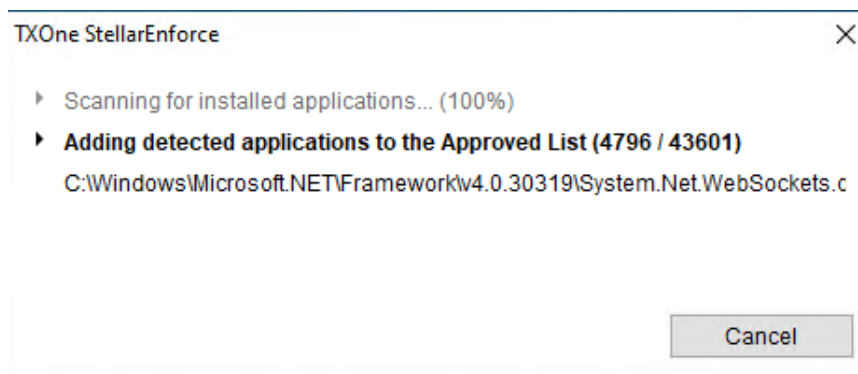 TXOne StellarEnforce
Scanning for installed applications... (100%)
Adding detected applications to the Approved List (4796 / 43601)
C:\Windows\Microsoft.NET\Framework\v4.0.30319\System.Net.WebSockets.c
Cancel